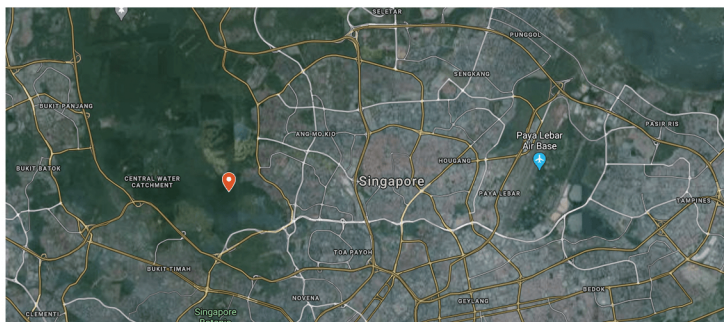 SELETAR
PUNGGOL
SENGKANG
BUKIT PANJANG
PASIR RIS
ANG MO KIO
Paya Lebar
Air Base
HOUGANG
BUKIT BATOK
CENTRAL WATER
CATCHMENT
Singapore
PAYA LEBAR
TAMPINES
TOA PAYOH
BUKIT TIMAH
BEDOK
NOVENA
GEYLANG
CLEMENTI
Singapore